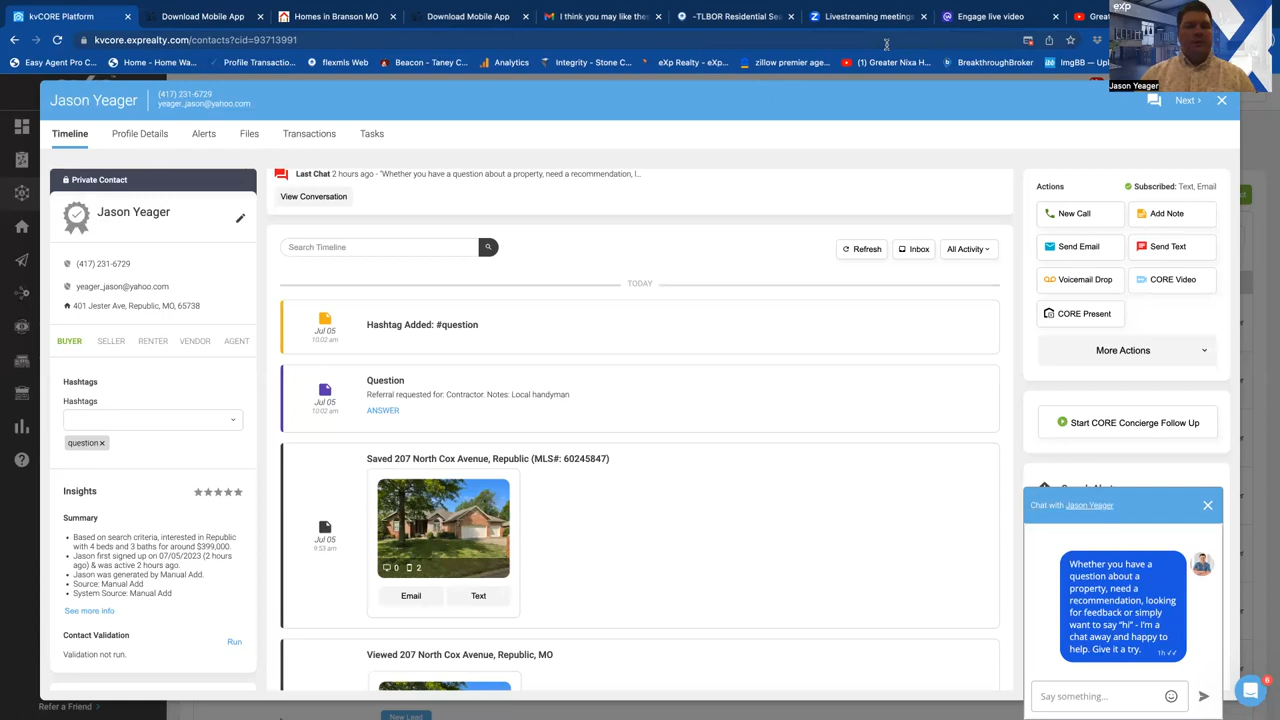 kvCORE Platform
Download Mobile App
Homes in Branson MO
Download Mobile App
I think you may like thes
-TLBOR Residential Sea
Livestreaming meetings
Engage live video
Great
exp
kvcore.exprealty.com/contacts?cid=93713991
Easy Agent Pro C...
Home - Home Wa...
Profile Transactio...
flexmls Web
Beacon - Taney C...
Analytics
Integrity - Stone C...
eXp Realty - eXp...
zillow premier age...
(1) Greater Nixa H...
BreakthroughBroker
ImgBB — Uplo
Jason Yeager
Jason Yeager
(417) 231-6729
yeager_jason@yahoo.com
Next ›
Timeline
Profile Details
Alerts
Files
Transactions
Tasks
Private Contact
Jason Yeager
(417) 231-6729
yeager_jason@yahoo.com
401 Jester Ave, Republic, MO, 65738
BUYER SELLER RENTER VENDOR AGENT
Hashtags
Hashtags
question
Insights
Summary
• Based on search criteria, interested in Republic
with 4 beds and 3 baths for around $399,000.
• Jason first signed up on 07/05/2023 (2 hours
ago) & was active 2 hours ago.
• Jason was generated by Manual Add.
• Source: Manual Add
• System Source: Manual Add
See more info
Contact Validation
Run
Validation not run.
Last Chat 2 hours ago - "Whether you have a question about a property, need a recommendation, l...
View Conversation
Search Timeline
Refresh
Inbox
All Activity
TODAY
Jul 05
10:02 am
Hashtag Added: #question
Jul 05
10:02 am
Question
Referral requested for: Contractor. Notes: Local handyman
ANSWER
Saved 207 North Cox Avenue, Republic (MLS#: 60245847)
Jul 05
9:53 am
0 2
Email
Text
Viewed 207 North Cox Avenue, Republic, MO
Actions
Subscribed: Text, Email
New Call
Add Note
Send Email
Send Text
Voicemail Drop
CORE Video
CORE Present
More Actions
Start CORE Concierge Follow Up
Chat with Jason Yeager
Whether you have a
question about a
property, need a
recommendation, looking
for feedback or simply
want to say "hi" - I'm a
chat away and happy to
help. Give it a try.
1h
Say something...
6
Refer a Friend ›
New Lead